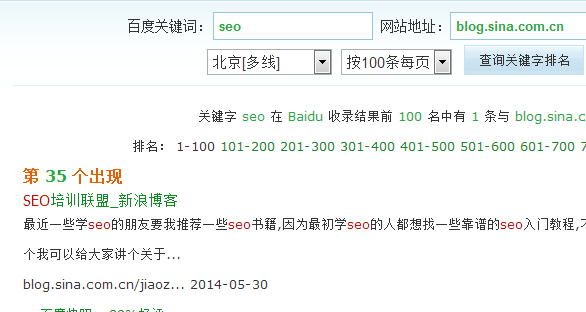 百度关键词: seo 网站地址: blog.sina.com.cn
北京[多线] 按100条每页 查询关键字排名
关键字 seo 在 Baidu 收录结果前 100 名中有 1 条与 blog.sina.c
排名: 1-100 101-200 201-300 301-400 401-500 501-600 601-700 7
第 35 个出现
SEO培训联盟_新浪博客
最近一些学seo的朋友要我推荐一些seo书籍,因为最初学seo的人都想找一些靠谱的seo入门教程,不
个我可以给大家讲个关于...
blog.sina.com.cn/jiaoz... 2014-05-30